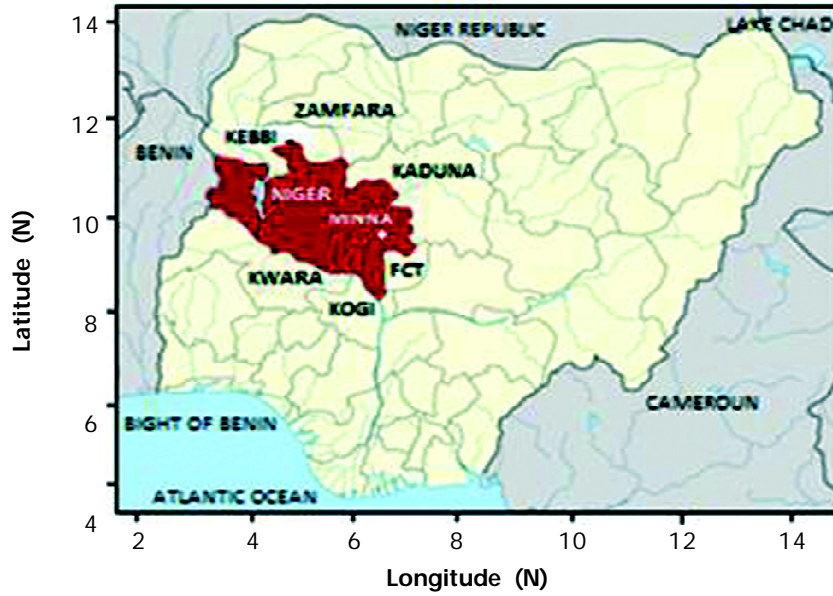 14
12
10
8
6
4
Latitude (N)
NIGER REPUBLIC
LAKE CHAD
ZAMFARA
KEBBI
BENIN
KADUNA
NIGER
MINNA
FCT
KWARA
KOGI
CAMEROUN
BIGHT OF BENIN
ATLANTIC OCEAN
2 4 6 8 10 12 14
Longitude (N)